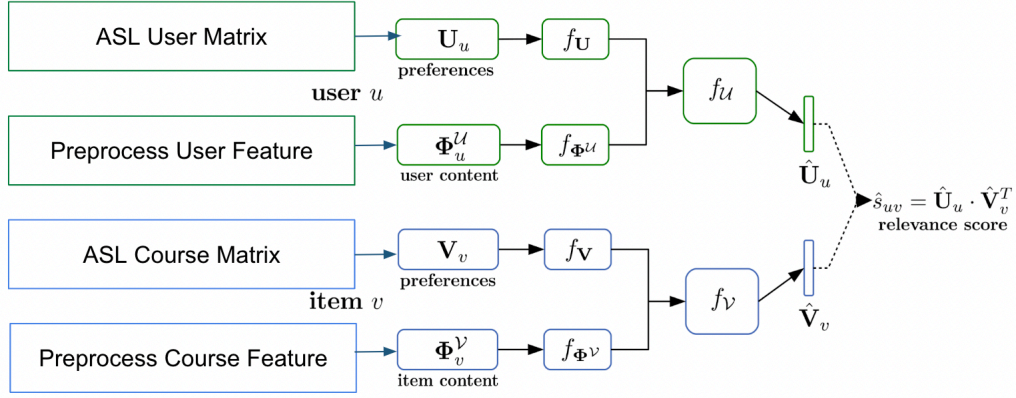 ASL User Matrix
U_u
f_U
preferences
user u
f_𝒰
Preprocess User Feature
Φ_u^𝒰
f_Φ^𝒰
user content
Û_u
ŝ_uv = Û_u · V̂_v^T
relevance score
ASL Course Matrix
V_v
f_V
preferences
item v
f_𝒱
V̂_v
Preprocess Course Feature
Φ_v^𝒱
f_Φ^𝒱
item content